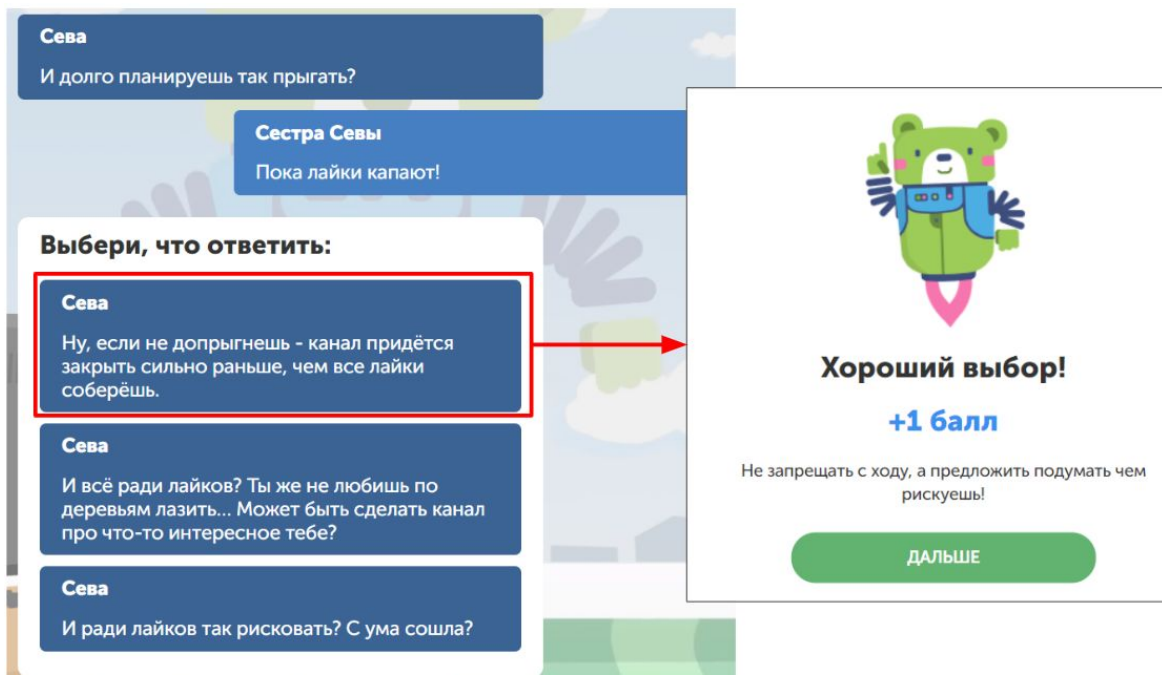 Сева
И долго планируешь так прыгать?
Сестра Севы
Пока лайки капают!
Выбери, что ответить:
Сева
Ну, если не допрыгнешь - канал придётся
закрыть сильно раньше, чем все лайки
соберёшь.
Сева
И всё ради лайков? Ты же не любишь по
деревьям лазить... Может быть сделать канал
про что-то интересное тебе?
Сева
И ради лайков так рисковать? С ума сошла?
Хороший выбор!
+1 балл
Не запрещать с ходу, а предложить подумать чем
рискуешь!
ДАЛЬШЕ